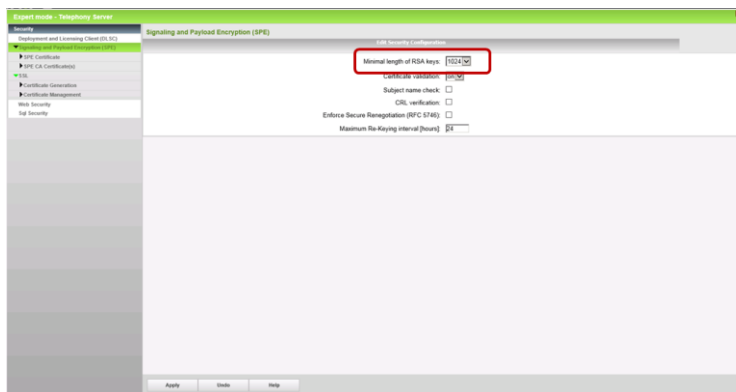 Expert mode - Telephony Server
Security
Deployment and Licensing Client (DLSC)
Signaling and Payload Encryption (SPE)
SPE Certificate
SPE CA Certificate(s)
SSL
Certificate Generation
Certificate Management
Web Security
Sql Security
Signaling and Payload Encryption (SPE)
Edit Security Configuration
Minimal length of RSA keys: 1024
Certificate validation: on
Subject name check:
CRL verification:
Enforce Secure Renegotiation (RFC 5746):
Maximum Re-Keying interval [hours]: 24
Apply Undo Help